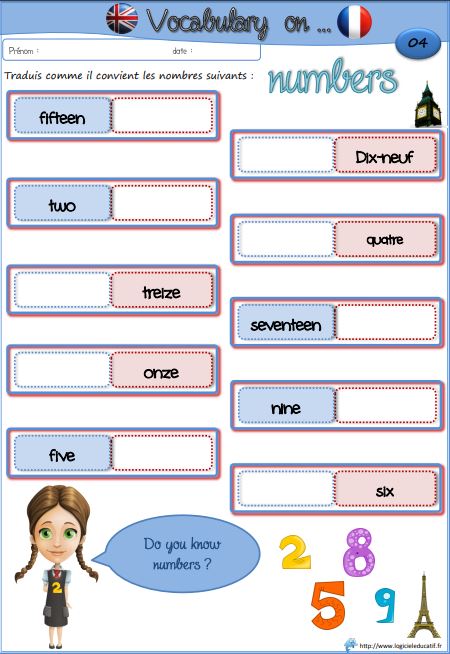 Vocabulary on ...
04
Prénom :
date :
Traduis comme il convient les nombres suivants :
numbers
fifteen
Dix-neuf
two
quatre
treize
seventeen
onze
nine
five
six
2
Do you know
numbers ?
2
8
5
9
http://www.logicieleducatif.fr